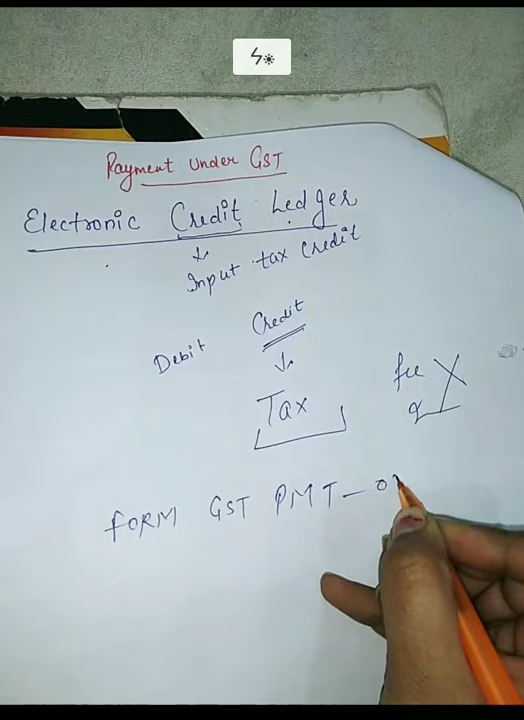 Payment under GST
Electronic Credit Ledger
Input tax Credit
Debit Credit
Tax
fee
FORM GST PMT - 0